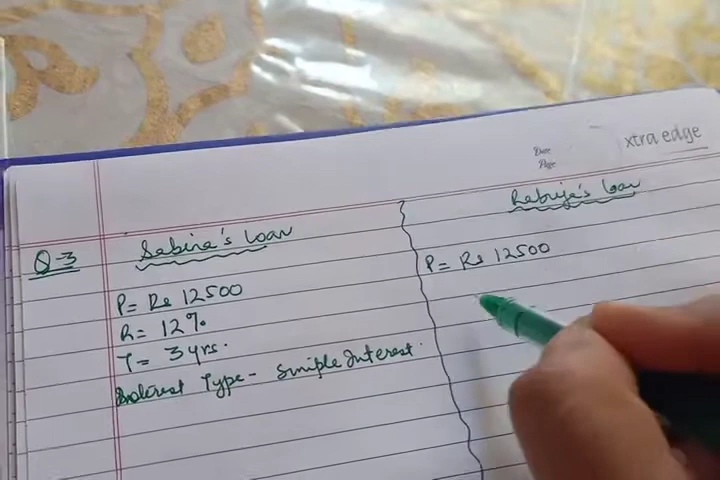 Date
Page
xtra edge
Q-3
Sabina's loan
P= Rs 12500
R= 12%
T= 3 yrs.
Interest Type - Simple Interest.
Rabuja's loan
P= Rs 12500